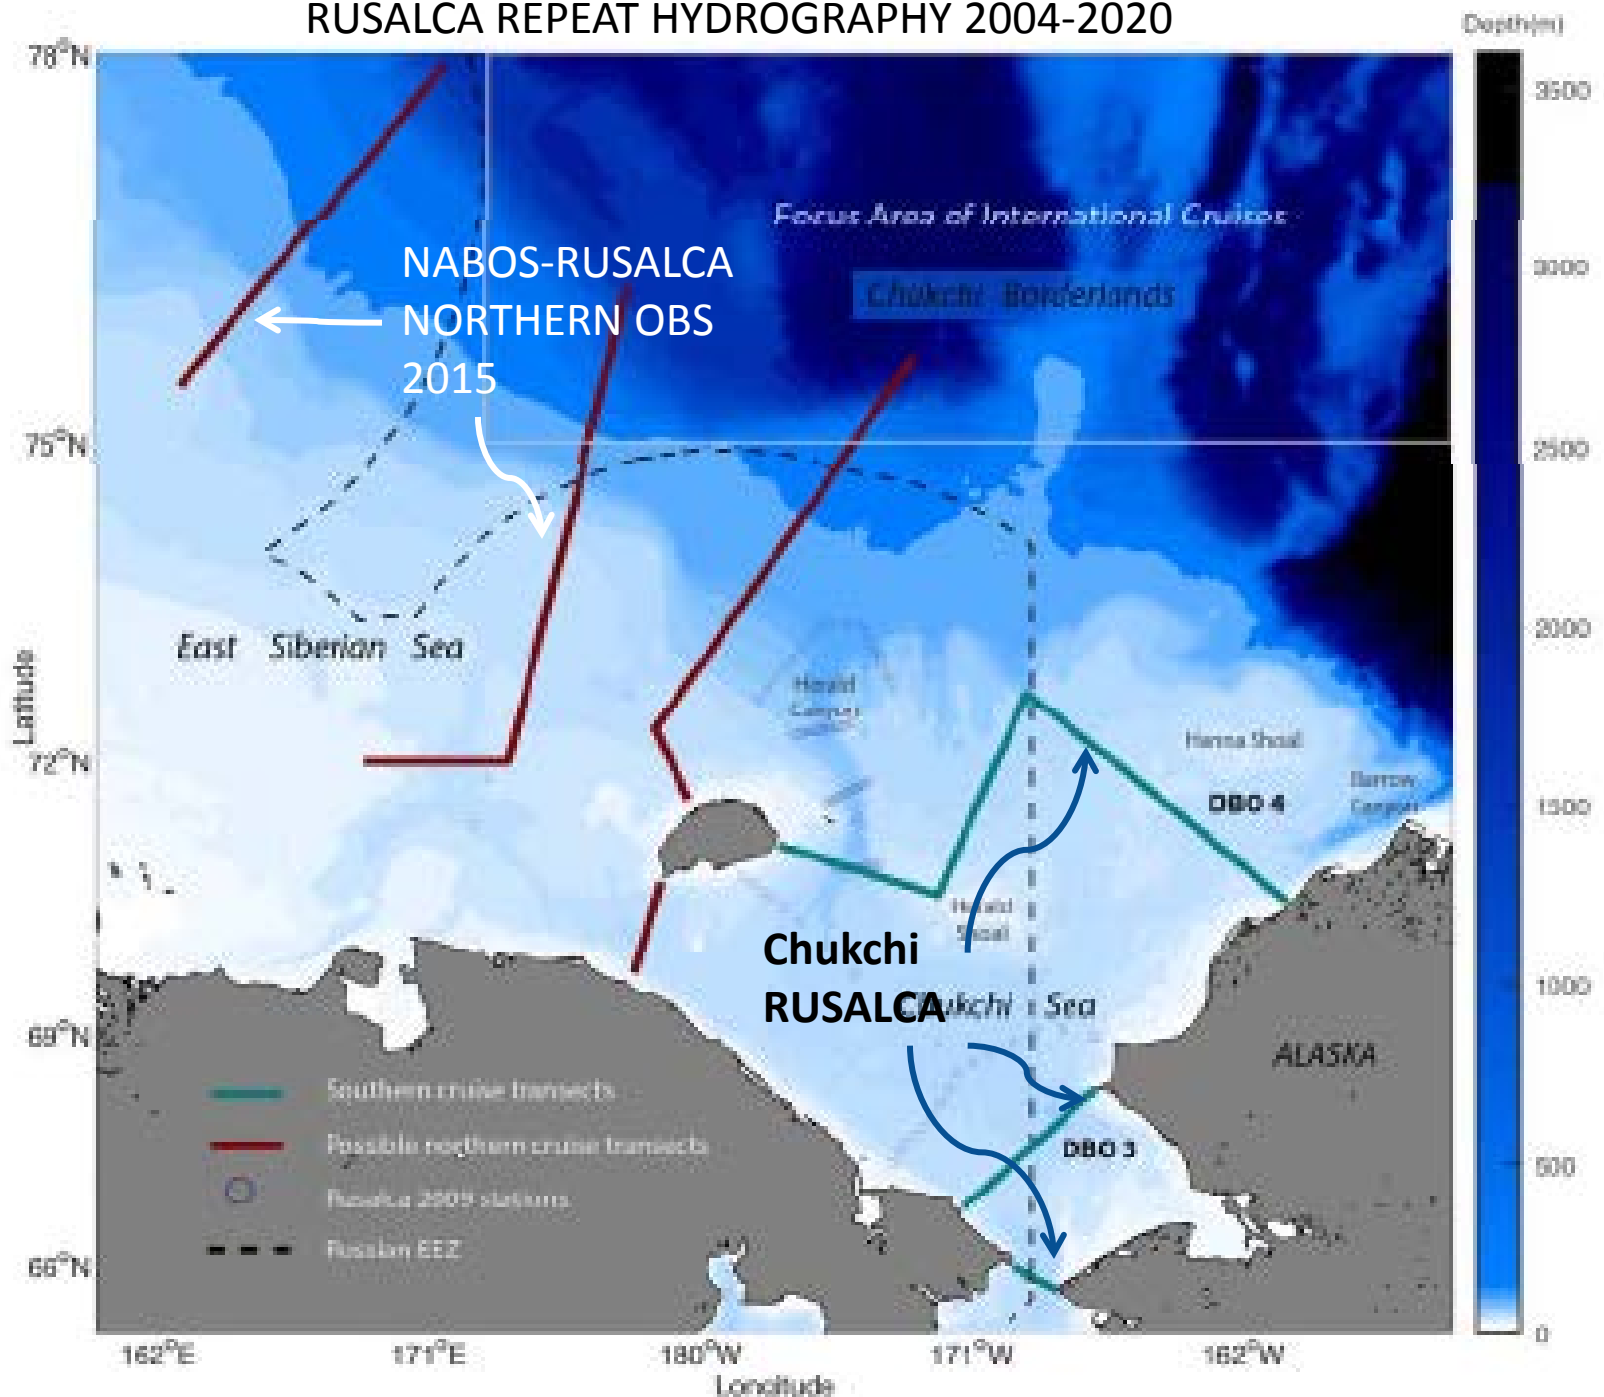 RUSALCA REPEAT HYDROGRAPHY 2004-2020
Depth(m)
78°N
75°N
72°N
69°N
66°N
Latitude
3500
3000
2500
2000
1500
1000
500
0
Focus Area of International Cruises
Chukchi Borderlands
NABOS-RUSALCA
NORTHERN OBS
2015
East Siberian Sea
Herald
Canyon
Hanna Shoal
DBO 4
Barrow
Canyon
Herald
Shoal
Chukchi
RUSALCA
Chukchi Sea
ALASKA
DBO 3
Southern cruise transects
Possible northern cruise transects
Rusalca 2009 stations
Russian EEZ
162°E
171°E
180°W
171°W
162°W
Longitude